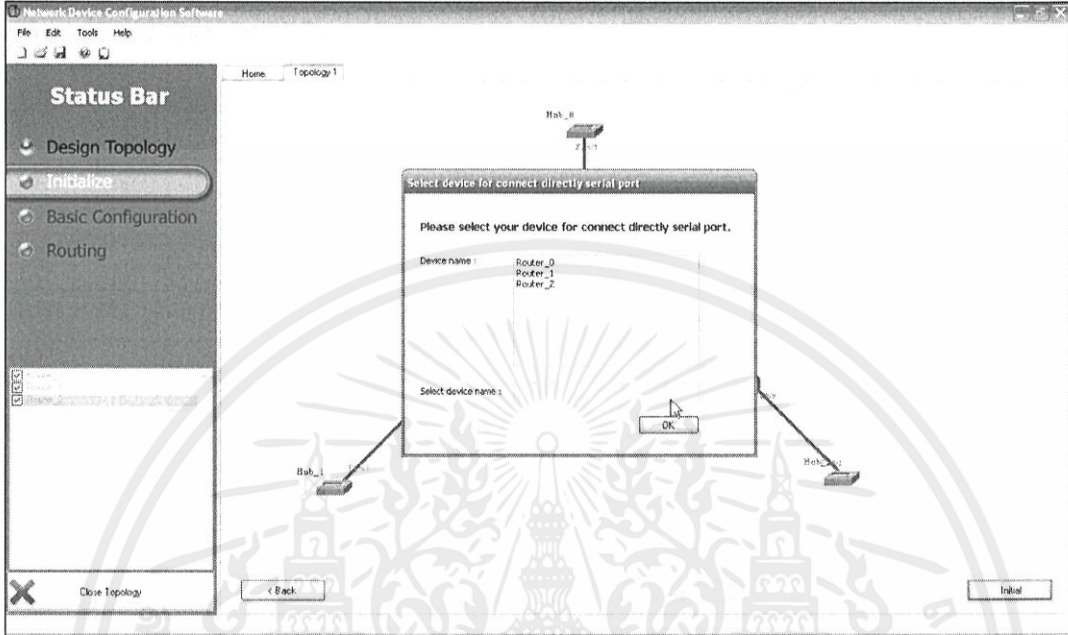 Network Device Configuration Software
File Edit Tools Help
Home Topology 1
Status Bar
Design Topology
Initialize
Basic Configuration
Routing
Close Topology
Hub_0
Select device for connect directly serial port
Please select your device for connect directly serial port.
Device name :
Router_0
Router_1
Router_2
Select device name :
OK
Hub_1
< Back
Initial